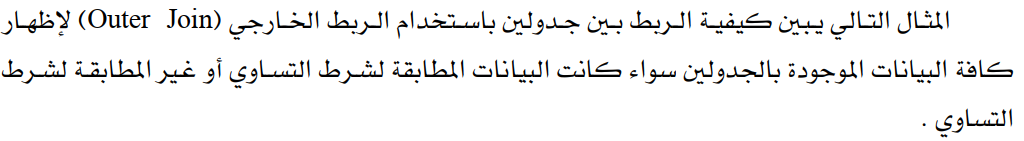 المثال التالي يبين كيفية الربط بين جدولين باستخدام الربط الخارجي (Outer Join) لإظهار
كافة البيانات الموجودة بالجدولين سواء كانت البيانات المطابقة لشرط التساوي أو غير المطابقة لشرط
التساوي .